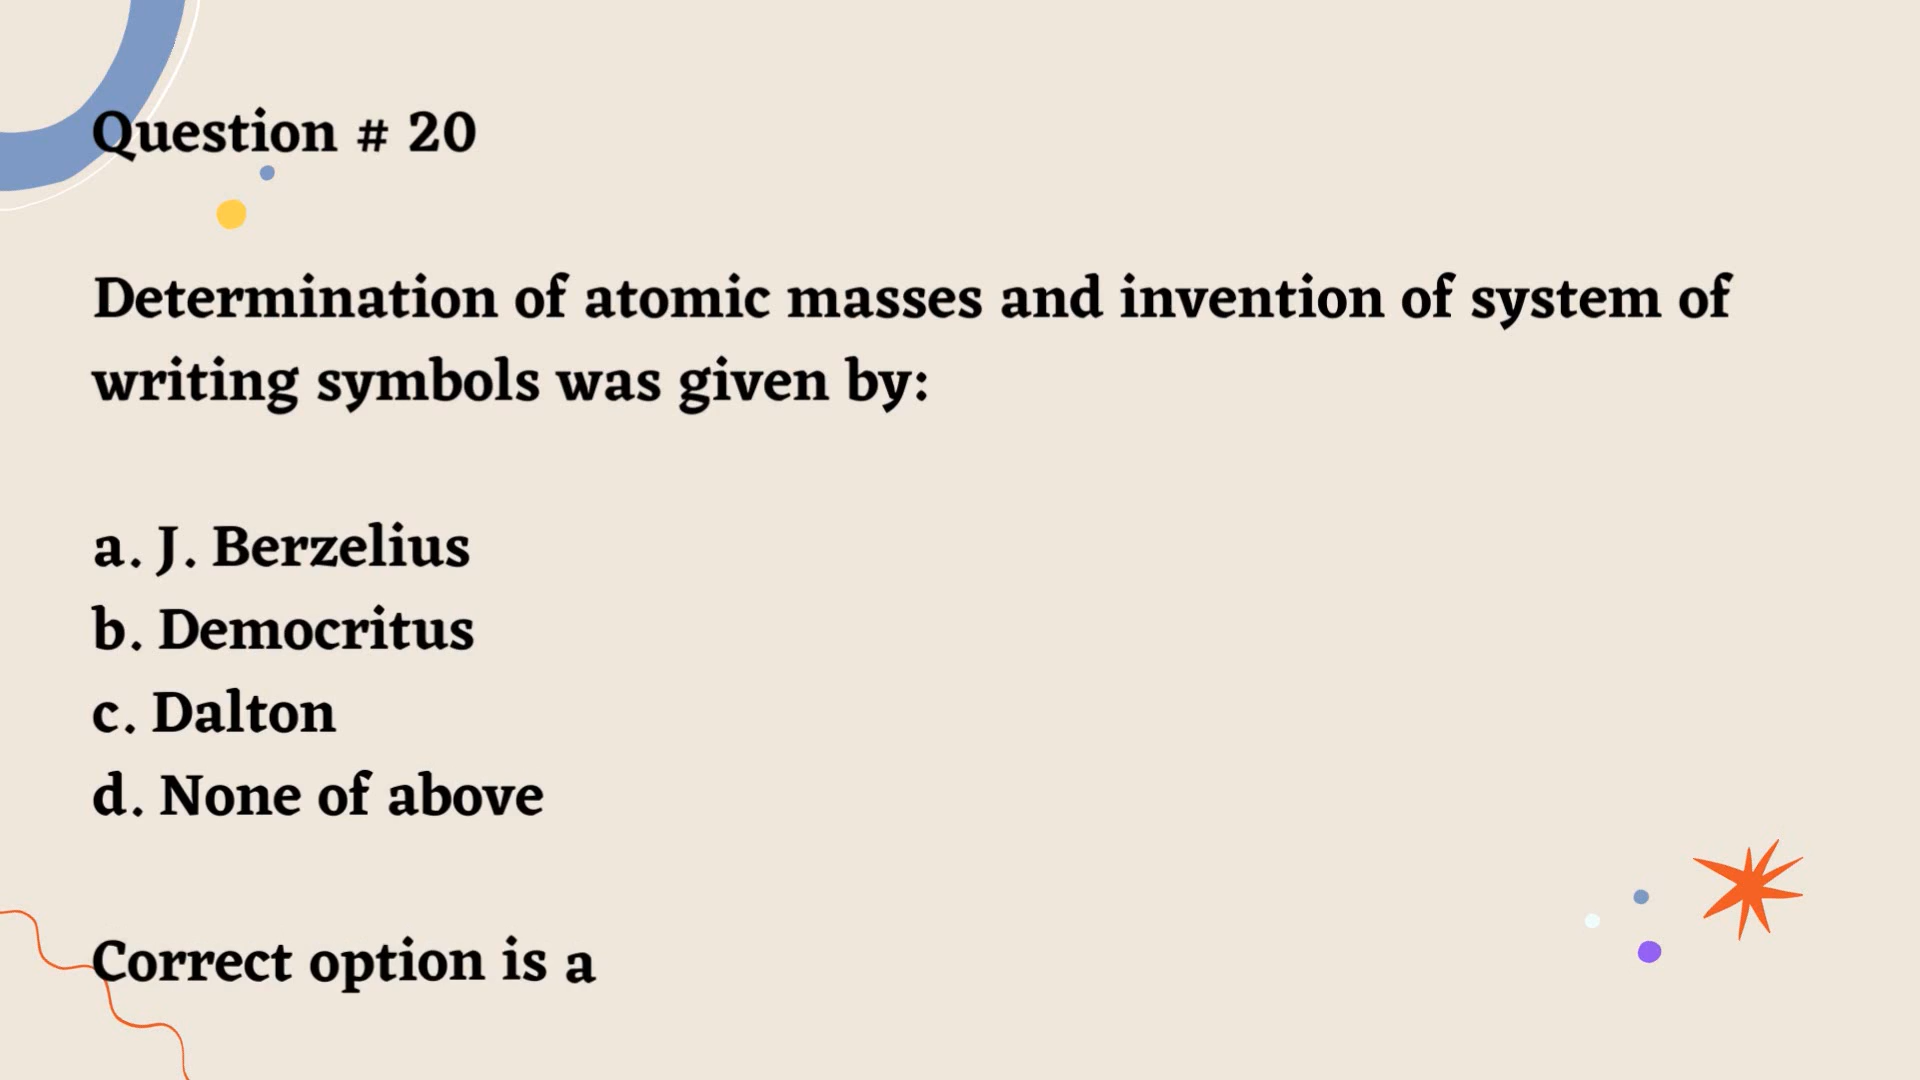 Question # 20
Determination of atomic masses and invention of system of
writing symbols was given by:
a. J. Berzelius
b. Democritus
c. Dalton
d. None of above
Correct option is a